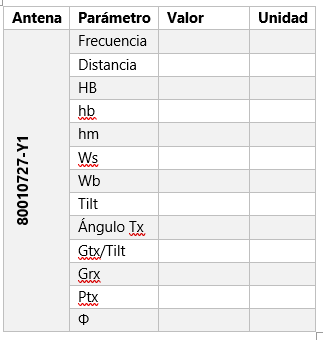 Antena Parámetro Valor Unidad
80010727-Y1
Frecuencia
Distancia
HB
hb
hm
Ws
Wb
Tilt
Ángulo Tx
Gtx/Tilt
Grx
Ptx
Φ